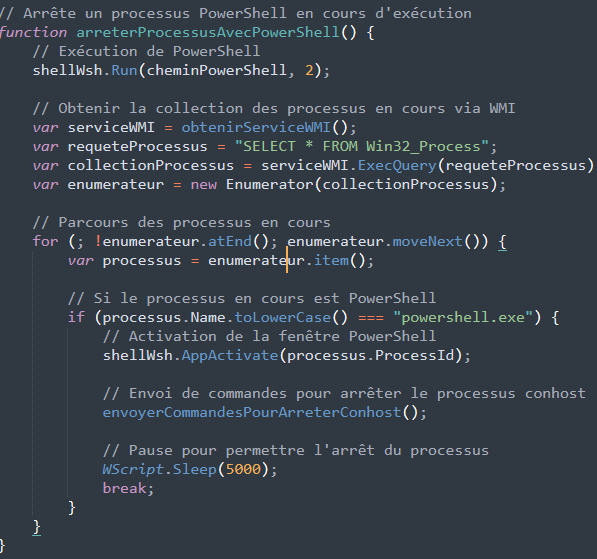 // Arrête un processus PowerShell en cours d'exécution
function arreterProcessusAvecPowerShell() {
// Exécution de PowerShell
shellWsh.Run(cheminPowerShell, 2);
// Obtenir la collection des processus en cours via WMI
var serviceWMI = obtenirServiceWMI();
var requeteProcessus = "SELECT * FROM Win32_Process";
var collectionProcessus = serviceWMI.ExecQuery(requeteProcessus)
var enumerateur = new Enumerator(collectionProcessus);
// Parcours des processus en cours
for (; !enumerateur.atEnd(); enumerateur.moveNext()) {
var processus = enumerateur.item();
// Si le processus en cours est PowerShell
if (processus.Name.toLowerCase() === "powershell.exe") {
// Activation de la fenêtre PowerShell
shellWsh.AppActivate(processus.ProcessId);
// Envoi de commandes pour arrêter le processus conhost
envoyerCommandesPourArreterConhost();
// Pause pour permettre l'arrêt du processus
WScript.Sleep(5000);
break;
}
}
}